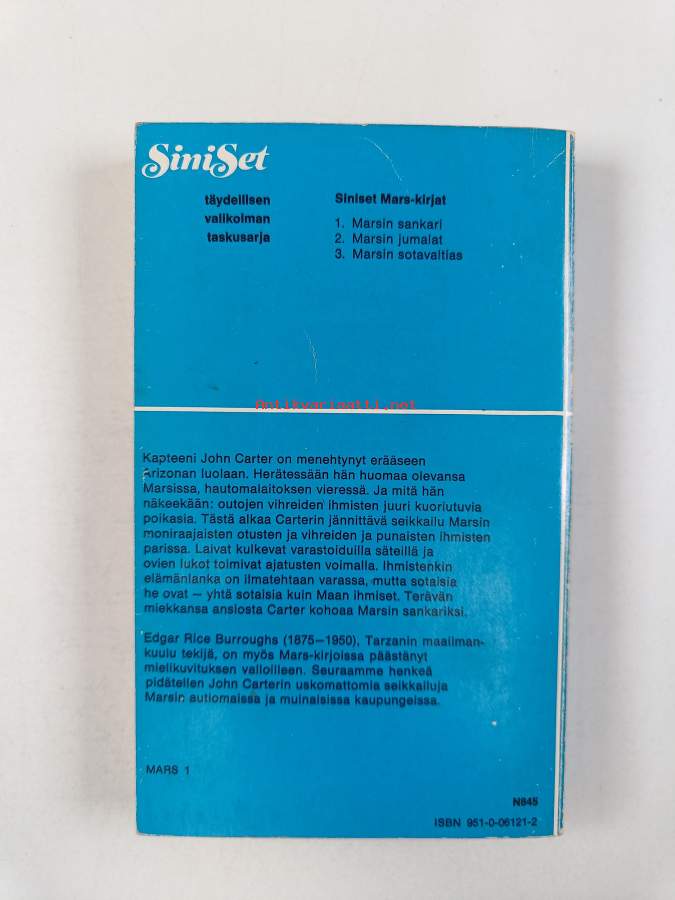 SiniSet
täydellisen
valikoiman
taskusarja
Siniset Mars-kirjat
1. Marsin sankari
2. Marsin jumalat
3. Marsin sotavaltias
Antikvariaatti.net
Kapteeni John Carter on menehtynyt erääseen
Arizonan luolaan. Herätessään hän huomaa olevansa
Marsissa, hautomalaitoksen vieressä. Ja mitä hän
näkeekään: outojen vihreiden ihmisten juuri kuoriutuvia
poikasia. Tästä alkaa Carterin jännittävä seikkailu Marsin
moniraajaisten otusten ja vihreiden ja punaisten ihmisten
parissa. Laivat kulkevat varastoiduilla säteillä ja
ovien lukot toimivat ajatusten voimalla. Ihmistenkin
elämänlanka on ilmatehtaan varassa, mutta sotaisia
he ovat – yhtä sotaisia kuin Maan ihmiset. Terävän
miekkansa ansiosta Carter kohoaa Marsin sankariksi.
Edgar Rice Burroughs (1875–1950), Tarzanin maailman-
kuulu tekijä, on myös Mars-kirjoissa päästänyt
mielikuvituksen valloilleen. Seuraamme henkeä
pidätellen John Carterin uskomattomia seikkailuja
Marsin autiomaissa ja muinaisissa kaupungeissa.
MARS 1
N845
ISBN 951-0-06121-2